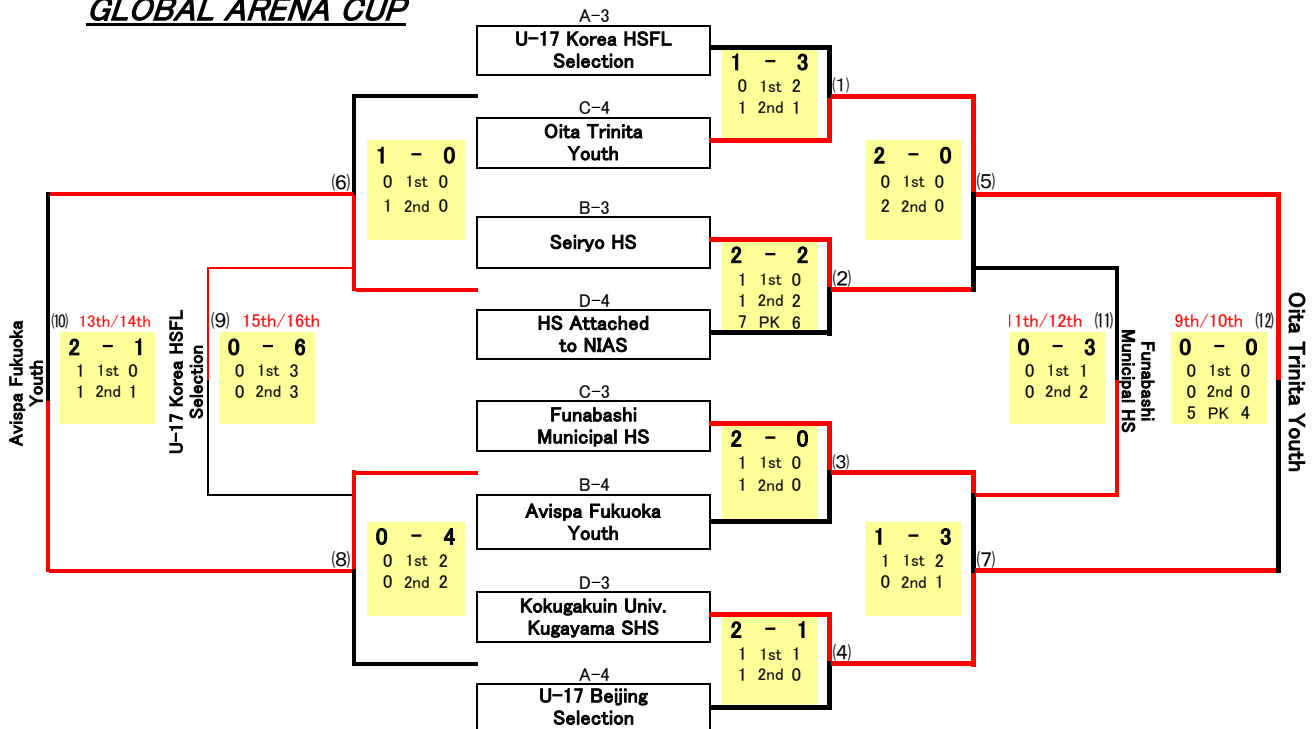 GLOBAL ARENA CUP
A-3
U-17 Korea HSFL
Selection
1 - 3
0 1st 2
1 2nd 1
(1)
C-4
Oita Trinita
Youth
B-3
Seiryo HS
2 - 2
1 1st 0
1 2nd 2
7 PK 6
(2)
D-4
HS Attached
to NIAS
C-3
Funabashi
Municipal HS
2 - 0
1 1st 0
1 2nd 0
(3)
B-4
Avispa Fukuoka
Youth
D-3
Kokugakuin Univ.
Kugayama SHS
2 - 1
1 1st 1
1 2nd 0
(4)
A-4
U-17 Beijing
Selection
2 - 0
0 1st 0
2 2nd 0
(5)
1 - 0
0 1st 0
1 2nd 0
(6)
1 - 3
1 1st 2
0 2nd 1
(7)
0 - 4
0 1st 2
0 2nd 2
(8)
(9) 15th/16th
0 - 6
0 1st 3
0 2nd 3
U-17 Korea HSFL
Selection
(10) 13th/14th
2 - 1
1 1st 0
1 2nd 1
Avispa Fukuoka
Youth
11th/12th (11)
0 - 3
0 1st 1
0 2nd 2
Funabashi
Municipal HS
9th/10th (12)
0 - 0
0 1st 0
0 2nd 0
5 PK 4
Oita Trinita Youth